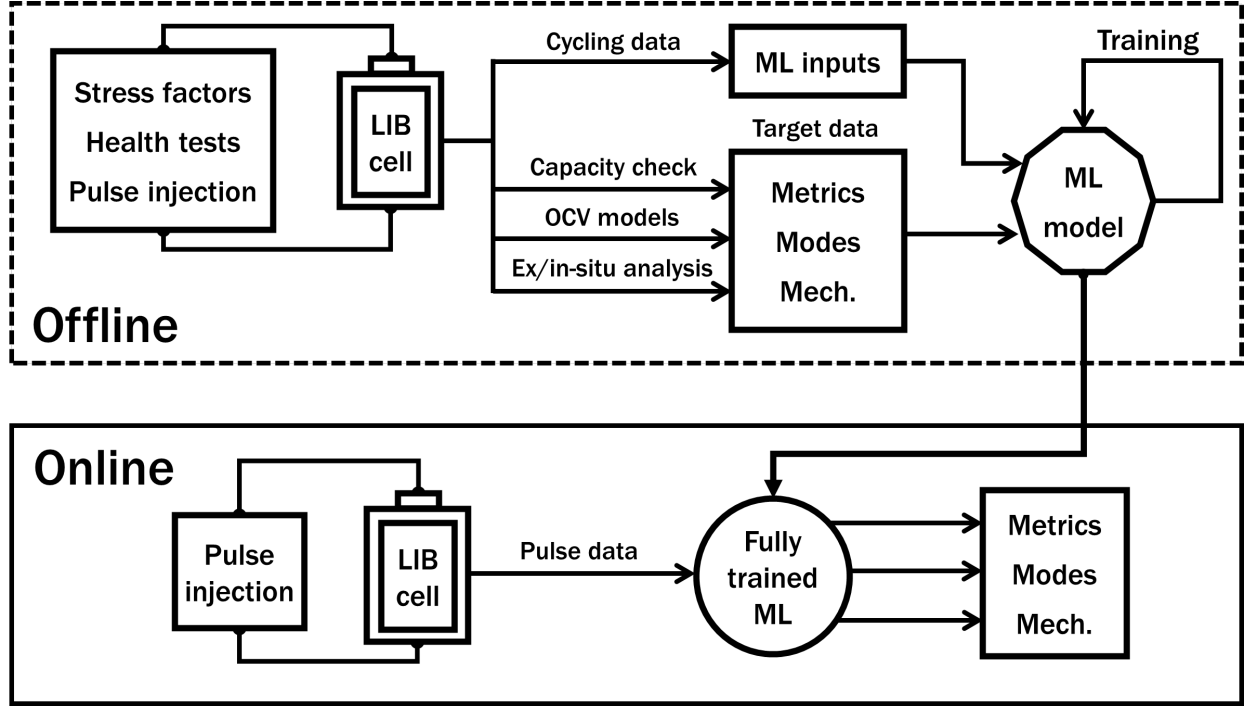 Stress factors
Health tests
Pulse injection
LIB
cell
Cycling data
ML inputs
Target data
Capacity check
OCV models
Ex/in-situ analysis
Metrics
Modes
Mech.
Training
ML
model
Offline
Online
Pulse
injection
LIB
cell
Pulse data
Fully
trained
ML
Metrics
Modes
Mech.